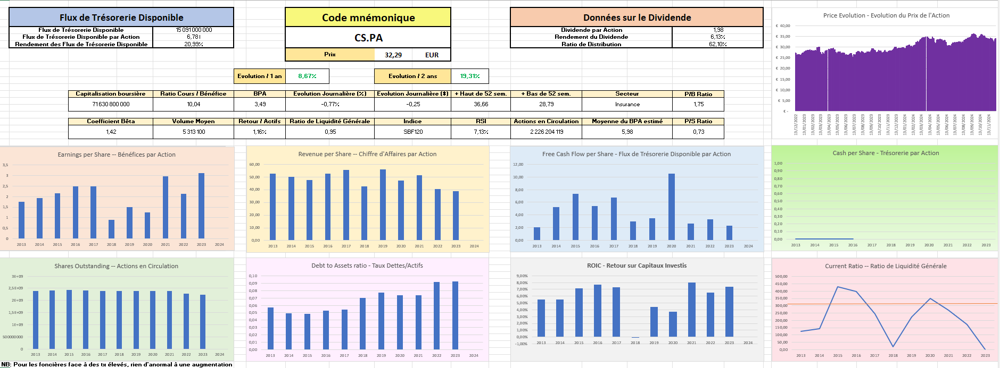 Flux de Trésorerie Disponible
Flux de Trésorerie Disponible 15 091 000 000
Flux de Trésorerie Disponible par Action 6,781
Rendement des Flux de Trésorerie Disponible 20,99%
Code mnémonique
CS.PA
Prix 32,29 EUR
Données sur le Dividende
Dividende par Action 1,98
Rendement du Dividende 6,13%
Ratio de Distribution 62,10%
Evolution / 1 an 8,67% Evolution / 2 ans 19,31%
Capitalisation boursière Ratio Cours / Bénéfice BPA Evolution Journalière (%) Evolution Journalière ($) + Haut de 52 sem. + Bas de 52 sem. Secteur P/B Ratio
71 630 800 000 10,04 3,49 -0,77% -0,25 36,66 28,79 Insurance 1,75
Coefficient Bêta Volume Moyen Retour / Actifs Ratio de Liquidité Générale Indice RSI Actions en Circulation Moyenne du BPA estimé P/S Ratio
1,42 5 313 100 1,16% 0,95 SBF120 7,13% 2 226 204 119 5,98 0,73
Price Evolution - Evolution du Prix de l'Action
€ 40,00
€ 35,00
€ 30,00
€ 25,00
€ 20,00
€ 15,00
€ 10,00
€ 5,00
€ -
13/12/2022 13/01/2023 13/02/2023 13/03/2023 13/04/2023 13/05/2023 13/06/2023 13/07/2023 13/08/2023 13/09/2023 13/10/2023 13/11/2023 13/12/2023 13/01/2024 13/02/2024 13/03/2024 13/04/2024 13/05/2024 13/06/2024 13/07/2024 13/08/2024 13/09/2024 13/10/2024 13/11/2024
Earnings per Share -- Bénéfices par Action
3,5
3
2,5
2
1,5
1
0,5
0
2013 2014 2015 2016 2017 2018 2019 2020 2021 2022 2023 2024
Revenue per Share -- Chiffre d'Affaires par Action
60,00
50,00
40,00
30,00
20,00
10,00
0,00
2013 2014 2015 2016 2017 2018 2019 2020 2021 2022 2023 2024
Free Cash Flow per Share - Flux de Trésorerie Disponible par Action
12,00
10,00
8,00
6,00
4,00
2,00
0,00
2013 2014 2015 2016 2017 2018 2019 2020 2021 2022 2023 2024
Cash per Share - Trésorerie par Action
1,00
0,90
0,80
0,70
0,60
0,50
0,40
0,30
0,20
0,10
0,00
2013 2014 2015 2016 2017 2018 2019 2020 2021 2022 2023
Shares Outstanding -- Actions en Circulation
3E+09
2,5E+09
2E+09
1,5E+09
1E+09
500000000
0
2013 2014 2015 2016 2017 2018 2019 2020 2021 2022 2023 2024
Debt to Assets ratio - Taux Dettes/Actifs
0,10
0,09
0,08
0,07
0,06
0,05
0,04
0,03
0,02
0,01
0,00
2013 2014 2015 2016 2017 2018 2019 2020 2021 2022 2023 2024
ROIC - Retour sur Capitaux Investis
9,00%
8,00%
7,00%
6,00%
5,00%
4,00%
3,00%
2,00%
1,00%
0,00%
-1,00%
2013 2014 2015 2016 2017 2018 2019 2020 2021 2022 2023 2024
Current Ratio -- Ratio de Liquidité Générale
500,00
450,00
400,00
350,00
300,00
250,00
200,00
150,00
100,00
50,00
0,00
2013 2014 2015 2016 2017 2018 2019 2020 2021 2022 2023
NB: Pour les foncières face à des tx élevés, rien d'anormal à une augmentation